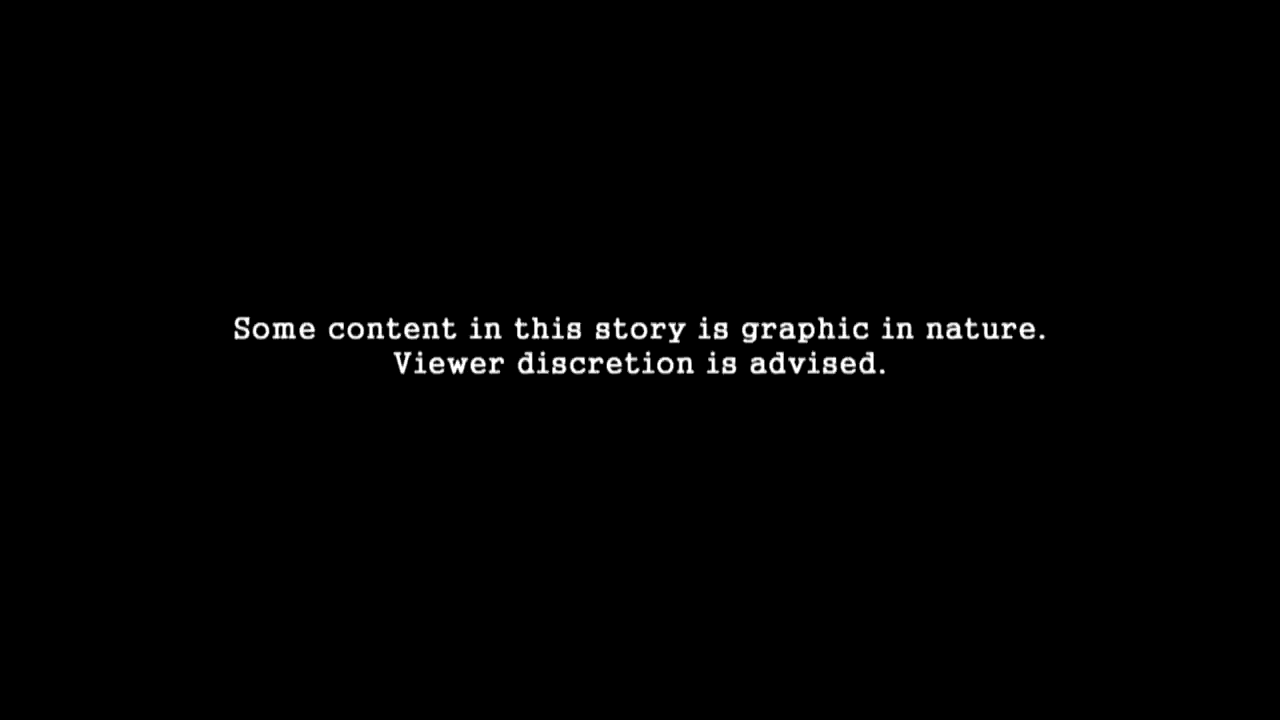 Some content in this story is graphic in nature.
Viewer discretion is advised.